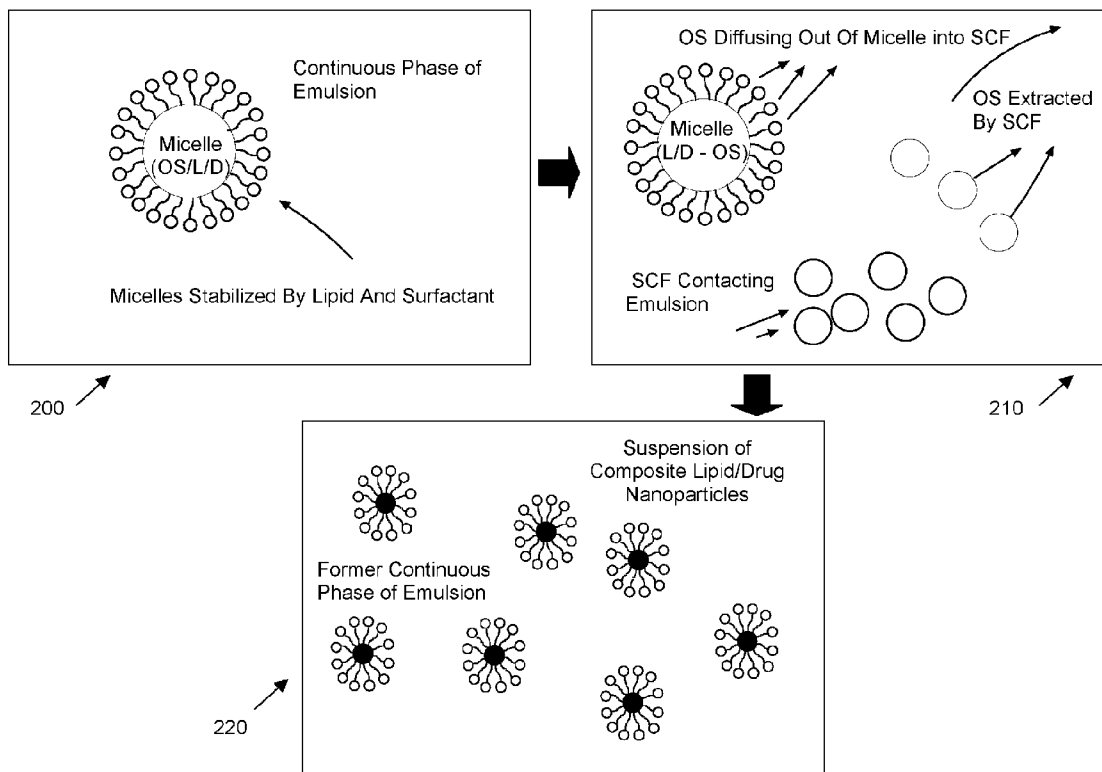 Continuous Phase of
Emulsion
Micelle
(OS/L/D)
Micelles Stabilized By Lipid And Surfactant
200
OS Diffusing Out Of Micelle into SCF
OS Extracted
By SCF
Micelle
(L/D - OS)
SCF Contacting
Emulsion
210
Suspension of
Composite Lipid/Drug
Nanoparticles
Former Continuous
Phase of Emulsion
220